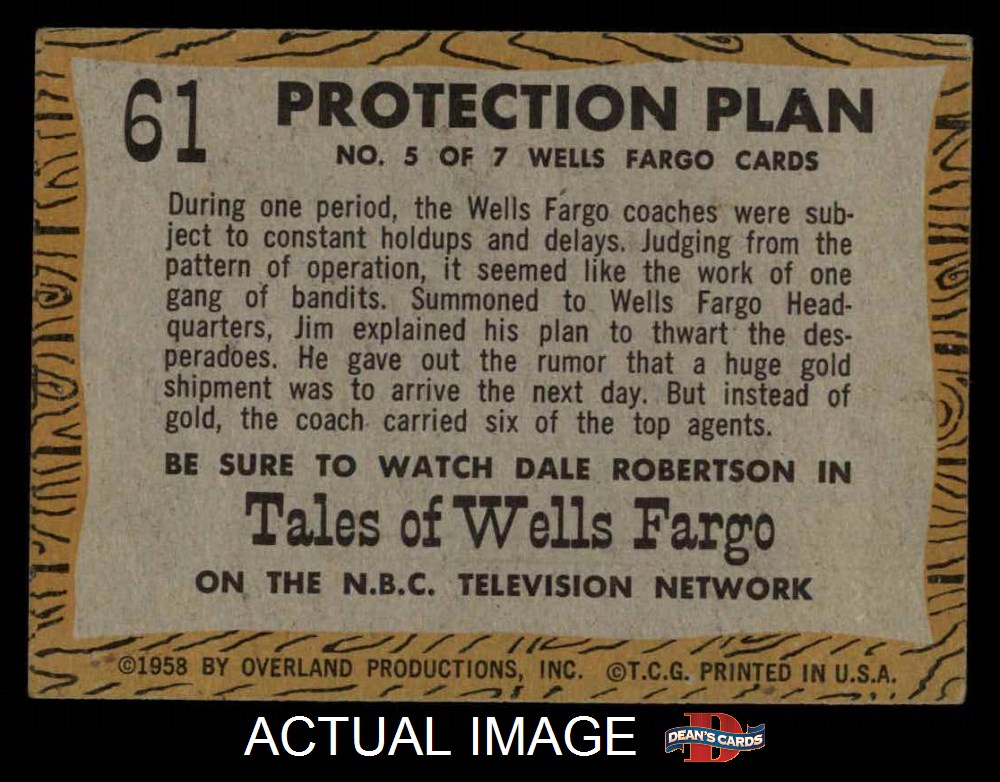 61
PROTECTION PLAN
NO. 5 OF 7 WELLS FARGO CARDS
During one period, the Wells Fargo coaches were sub-
ject to constant holdups and delays. Judging from the
pattern of operation, it seemed like the work of one
gang of bandits. Summoned to Wells Fargo Head-
quarters, Jim explained his plan to thwart the des-
peradoes. He gave out the rumor that a huge gold
shipment was to arrive the next day. But instead of
gold, the coach carried six of the top agents.
BE SURE TO WATCH DALE ROBERTSON IN
Tales of Wells Fargo
ON THE N.B.C. TELEVISION NETWORK
©1958 BY OVERLAND PRODUCTIONS, INC. ©T.C.G. PRINTED IN U.S.A.
ACTUAL IMAGE
D
DEAN'S CARDS